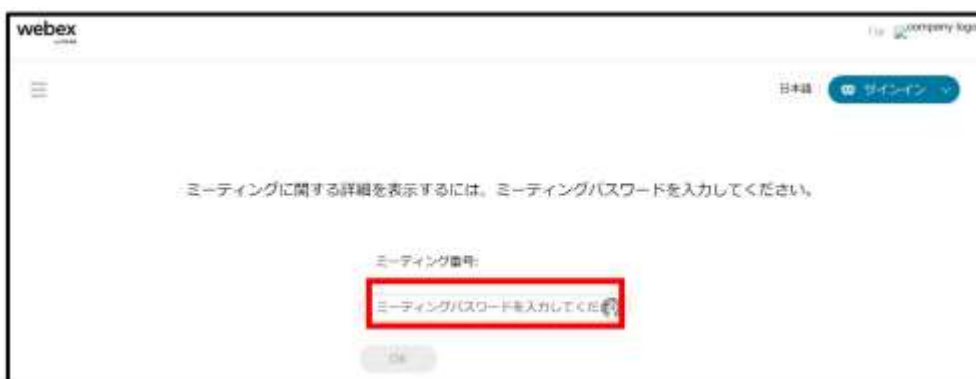 webex
company logo
日本語
サインイン
ミーティングに関する詳細を表示するには、ミーティングパスワードを入力してください。
ミーティング番号:
ミーティングパスワードを入力してくだ
OK